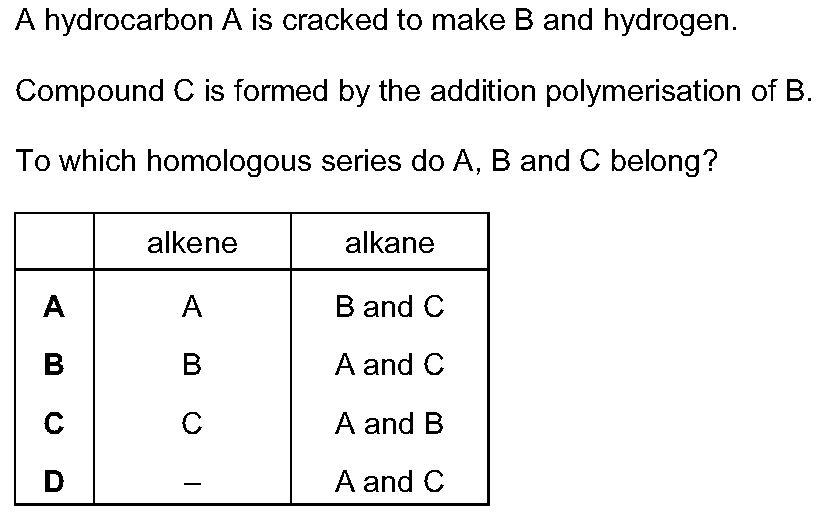 A hydrocarbon A is cracked to make B and hydrogen.
Compound C is formed by the addition polymerisation of B.
To which homologous series do A, B and C belong?
alkene alkane
A A B and C
B B A and C
C C A and B
D – A and C